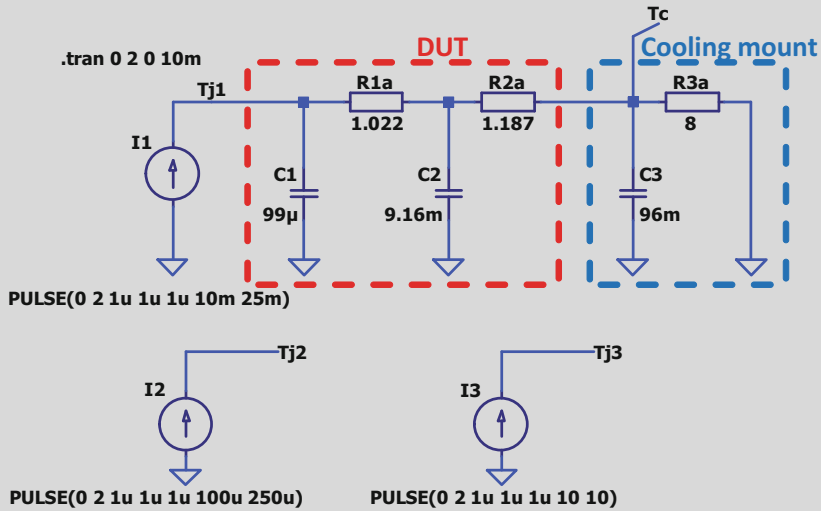 Tc
DUT
Cooling mount
.tran 0 2 0 10m
Tj1
R1a
R2a
R3a
1.022
1.187
8
I1
C1
C2
C3
99µ
9.16m
96m
PULSE(0 2 1u 1u 1u 10m 25m)
Tj2
Tj3
I2
I3
PULSE(0 2 1u 1u 1u 100u 250u)
PULSE(0 2 1u 1u 1u 10 10)